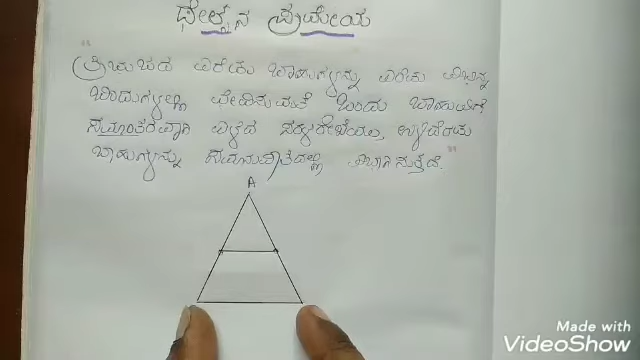 ಥೇಲ್ಸ್ನ ಪ್ರಮೇಯ
" ತ್ರಿಭುಜದ ಎರಡು ಬಾಹುಗಳನ್ನು ಎರಡು ವಿಭಿನ್ನ
ಬಿಂದುಗಳಲ್ಲಿ ಛೇದಿಸುವಂತೆ ಒಂದು ಬಾಹುವಿಗೆ
ಸಮಾಂತರವಾಗಿ ಎಳೆದ ಸರಳರೇಖೆಯು, ಉಳಿದೆರಡು
ಬಾಹುಗಳನ್ನು ಸಮಾನುಪಾತದಲ್ಲಿ ವಿಭಾಗಿಸುತ್ತದೆ. "
A
Made with
VideoShow